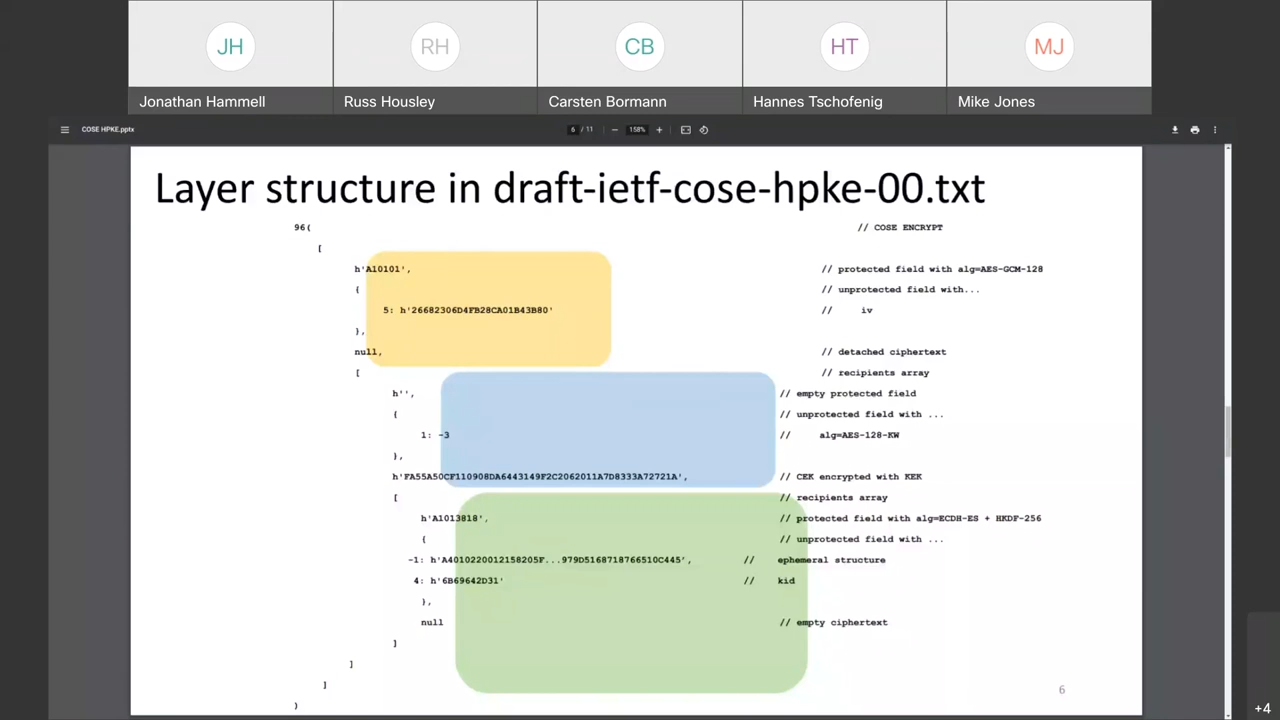 JH RH CB HT MJ
Jonathan Hammell Russ Housley Carsten Bormann Hannes Tschofenig Mike Jones
COSE HPKE.pptx 6 / 11 − 158% +
Layer structure in draft-ietf-cose-hpke-00.txt
96( // COSE ENCRYPT
[
h'A10101', // protected field with alg=AES-GCM-128
{ // unprotected field with...
5: h'26682306D4FB28CA01B43B80' // iv
},
null, // detached ciphertext
[ // recipients array
h'', // empty protected field
{ // unprotected field with ...
1: -3 // alg=AES-128-KW
},
h'FA55A50CF110908DA6443149F2C2062011A7D8333A72721A', // CEK encrypted with KEK
[ // recipients array
h'A1013818', // protected field with alg=ECDH-ES + HKDF-256
{ // unprotected field with ...
-1: h'A4010220012158205F...979D5168718766510C445', // ephemeral structure
4: h'6B69642D31' // kid
},
null // empty ciphertext
]
]
]
)
6
+4